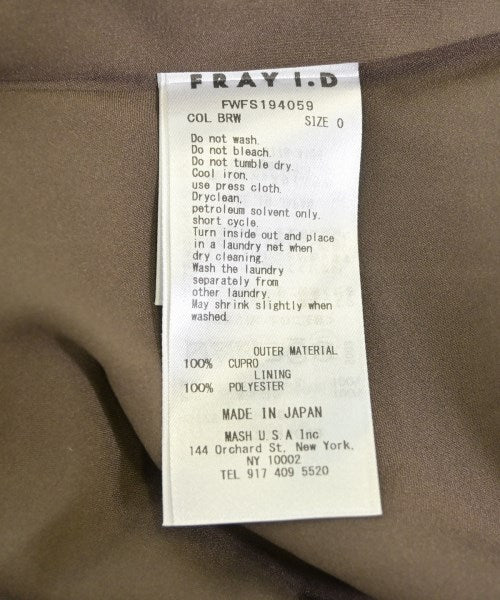 FRAY I.D
FWFS194059
COL BRW SIZE 0
Do not wash.
Do not bleach.
Do not tumble dry.
Cool iron,
use press cloth.
Dryclean,
petroleum solvent only.
short cycle.
Turn inside out and place
in a laundry net when
dry cleaning.
Wash the laundry
separately from
other laundry.
May shrink slightly when
washed.
OUTER MATERIAL
100% CUPRO
LINING
100% POLYESTER
MADE IN JAPAN
MASH U.S.A Inc
144 Orchard St. New York,
NY 10002
TEL 917 409 5520